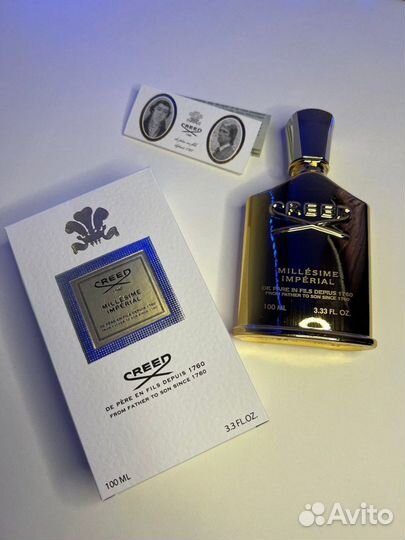 CREED
CREED
MILLÉSIME
IMPÉRIAL
DE PÈRE EN FILS DEPUIS 1760
FROM FATHER TO SON SINCE 1760
100 ML 3.33 FL. OZ.
CREED
MILLÉSIME
IMPÉRIAL
CREED
DE PÈRE EN FILS DEPUIS 1760
FROM FATHER TO SON SINCE 1760
100 ML 3.3 FL.OZ.
Avito